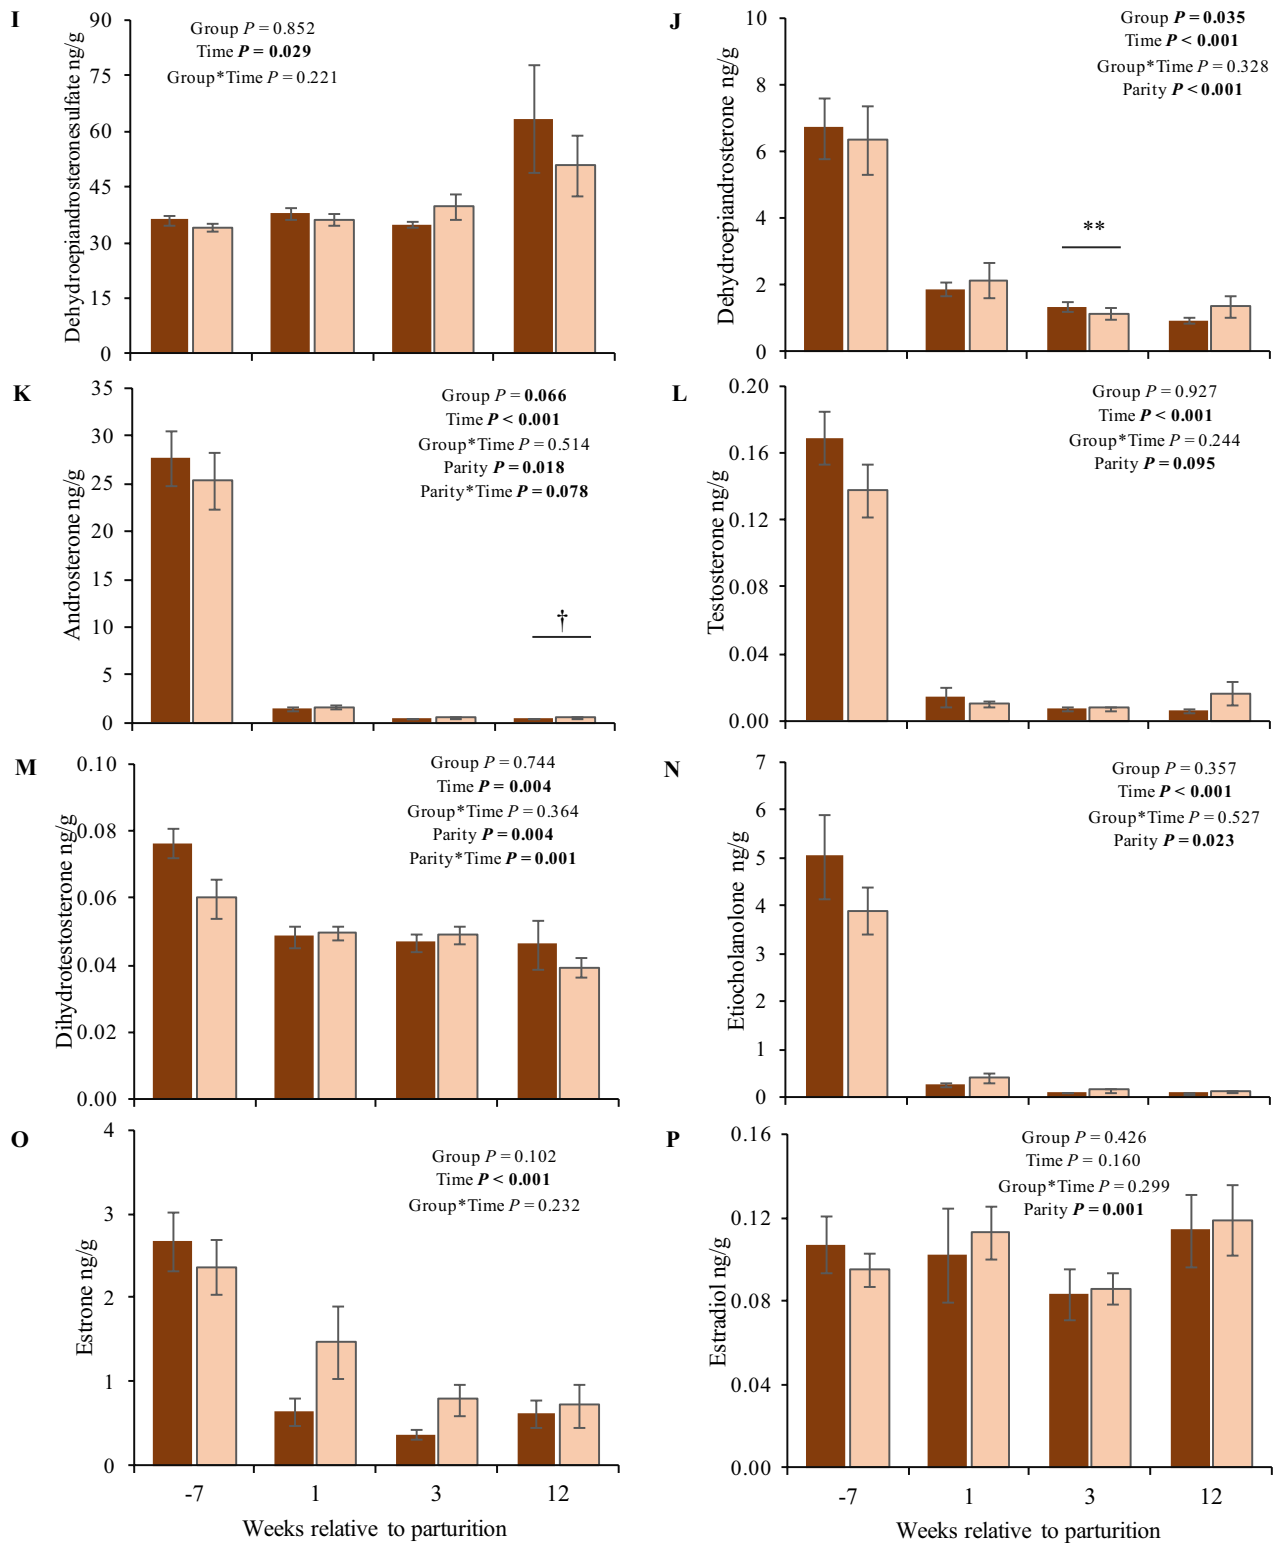 I
Dehydroepiandrosteronesulfate ng/g
90
75
60
45
30
15
0
Group P = 0.852
Time P = 0.029
Group*Time P = 0.221
J
Dehydroepiandrosterone ng/g
10
8
6
4
2
0
Group P = 0.035
Time P < 0.001
Group*Time P = 0.328
Parity P < 0.001
**
K
Androsterone ng/g
35
30
25
20
15
10
5
0
Group P = 0.066
Time P < 0.001
Group*Time P = 0.514
Parity P = 0.018
Parity*Time P = 0.078
†
L
Testosterone ng/g
0.20
0.16
0.12
0.08
0.04
0.00
Group P = 0.927
Time P < 0.001
Group*Time P = 0.244
Parity P = 0.095
M
Dihydrotestosterone ng/g
0.10
0.08
0.06
0.04
0.02
0.00
Group P = 0.744
Time P = 0.004
Group*Time P = 0.364
Parity P = 0.004
Parity*Time P = 0.001
N
Etiocholanolone ng/g
7
6
5
4
3
2
1
0
Group P = 0.357
Time P < 0.001
Group*Time P = 0.527
Parity P = 0.023
O
Estrone ng/g
4
3
2
1
0
Group P = 0.102
Time P < 0.001
Group*Time P = 0.232
-7 1 3 12
Weeks relative to parturition
P
Estradiol ng/g
0.16
0.12
0.08
0.04
0.00
Group P = 0.426
Time P = 0.160
Group*Time P = 0.299
Parity P = 0.001
-7 1 3 12
Weeks relative to parturition